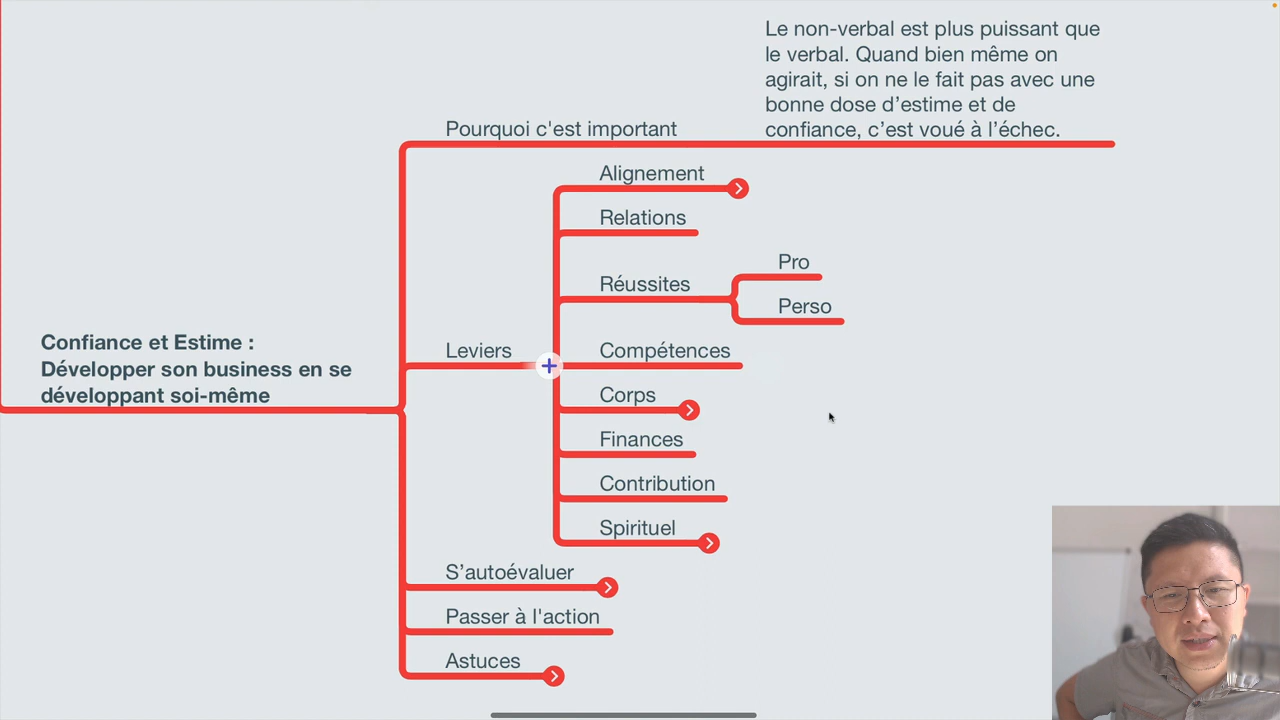 Le non-verbal est plus puissant que
le verbal. Quand bien même on
agirait, si on ne le fait pas avec une
bonne dose d’estime et de
confiance, c’est voué à l’échec.
Pourquoi c'est important
Alignement
Relations
Pro
Réussites
Perso
Confiance et Estime :
Développer son business en se
développant soi-même
Leviers
Compétences
Corps
Finances
Contribution
Spirituel
S’autoévaluer
Passer à l'action
Astuces